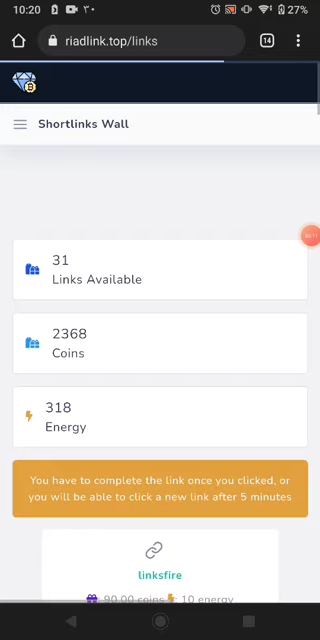 10:20 ٣٠ 27%
riadlink.top/links 14
Shortlinks Wall
31
Links Available
2368
Coins
318
Energy
You have to complete the link once you clicked, or
you will be able to click a new link after 5 minutes
linksfire
: 90.00 coins : 10 energy